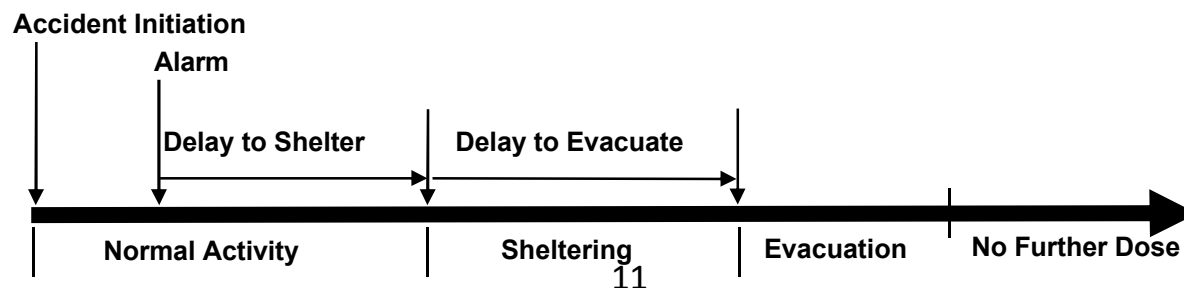 Accident Initiation
Alarm
Delay to Shelter
Delay to Evacuate
Normal Activity
Sheltering
Evacuation
No Further Dose
11